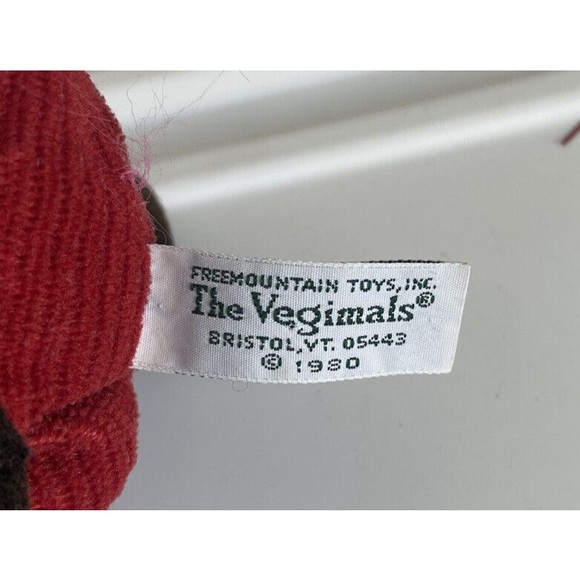 FREEMOUNTAIN TOYS, INC.
The Vegimals®
BRISTOL, VT. 05443
© 1980